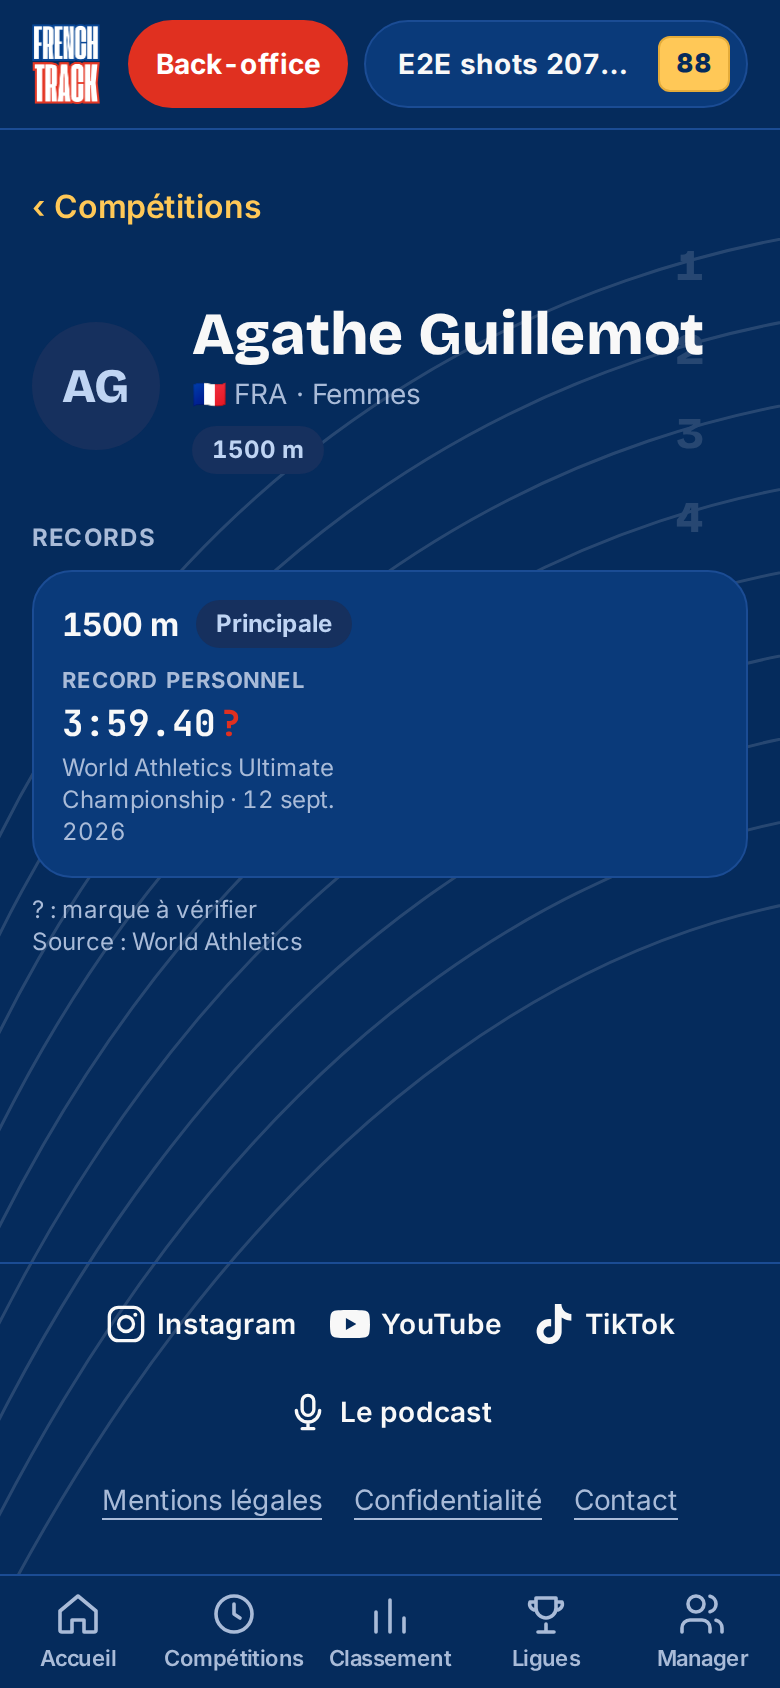 FRENCH
TRACK
Back-office
E2E shots 207...
88
‹ Compétitions
1
Agathe Guillemot
2
FRA · Femmes
AG
3
1500 m
4
RECORDS
1500 m Principale
RECORD PERSONNEL
3:59.40?
World Athletics Ultimate
Championship · 12 sept.
2026
? : marque à vérifier
Source : World Athletics
Instagram YouTube TikTok
Le podcast
Mentions légales Confidentialité Contact
Accueil Compétitions Classement Ligues Manager